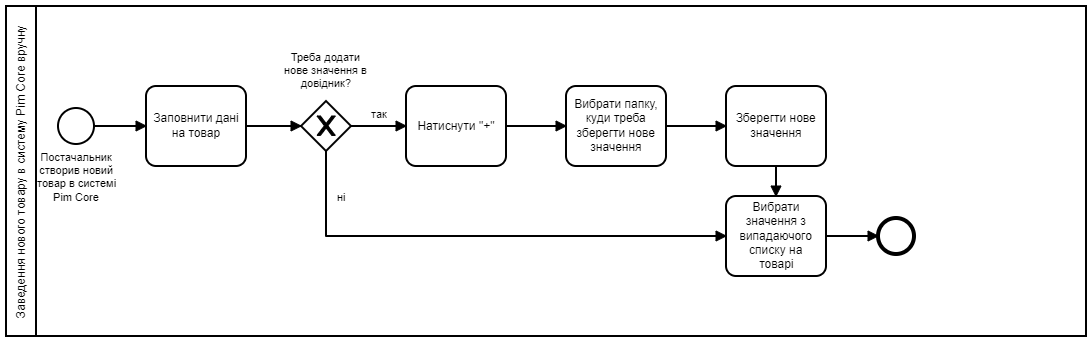 Заведення нового товару в систему Pim Core вручну
Постачальник
створив новий
товар в системі
Pim Core
Заповнити дані
на товар
Треба додати
нове значення в
довідник?
так
ні
Натиснути "+"
Вибрати папку,
куди треба
зберегти нове
значення
Зберегти нове
значення
Вибрати
значення з
випадаючого
списку на
товарі